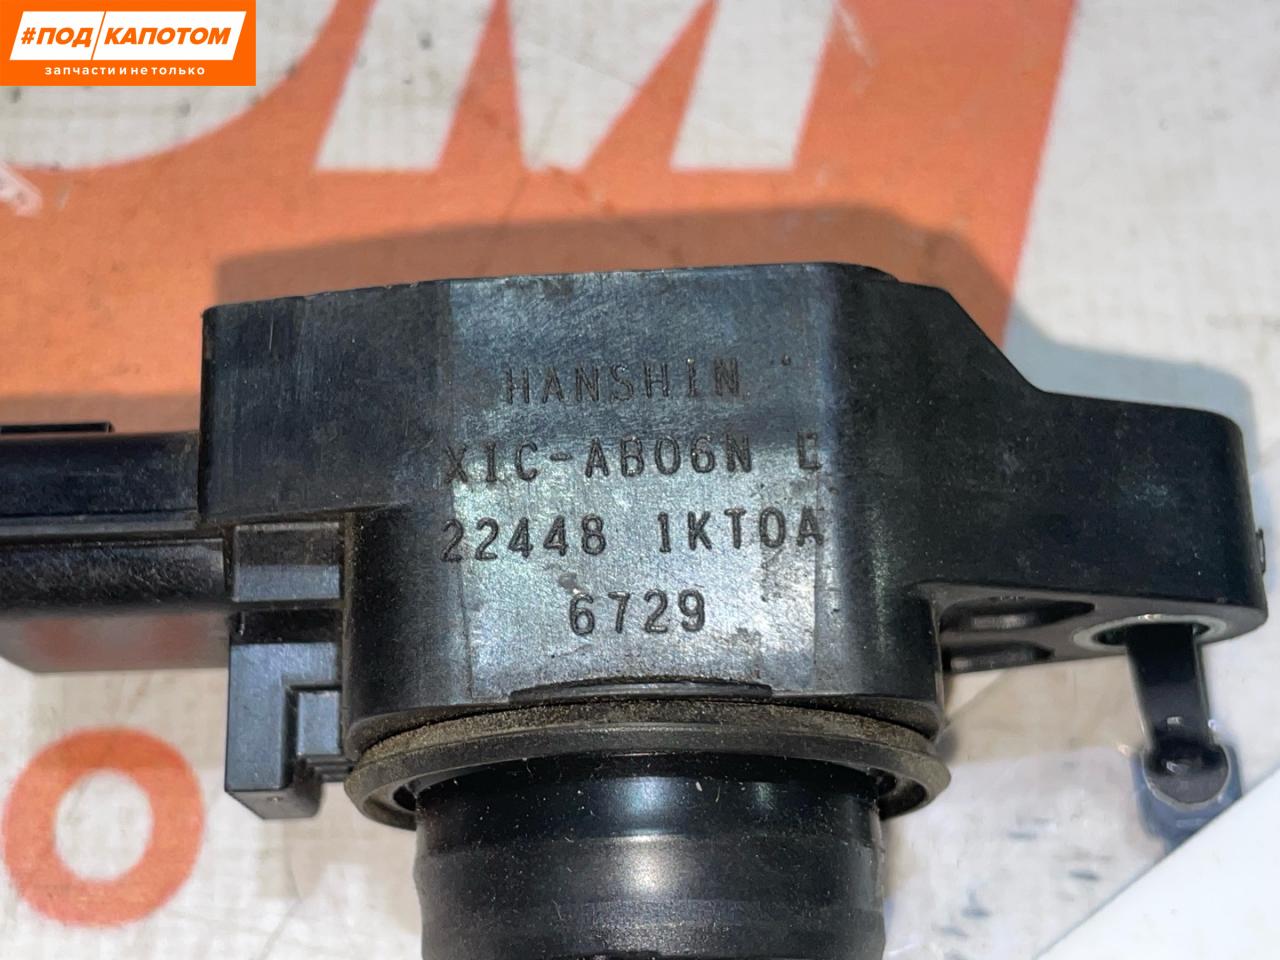 #ПОД КАПОТОМ
запчасти и не только
HANSHIN
XIC-AB06N E
22448 1KT0A
6729